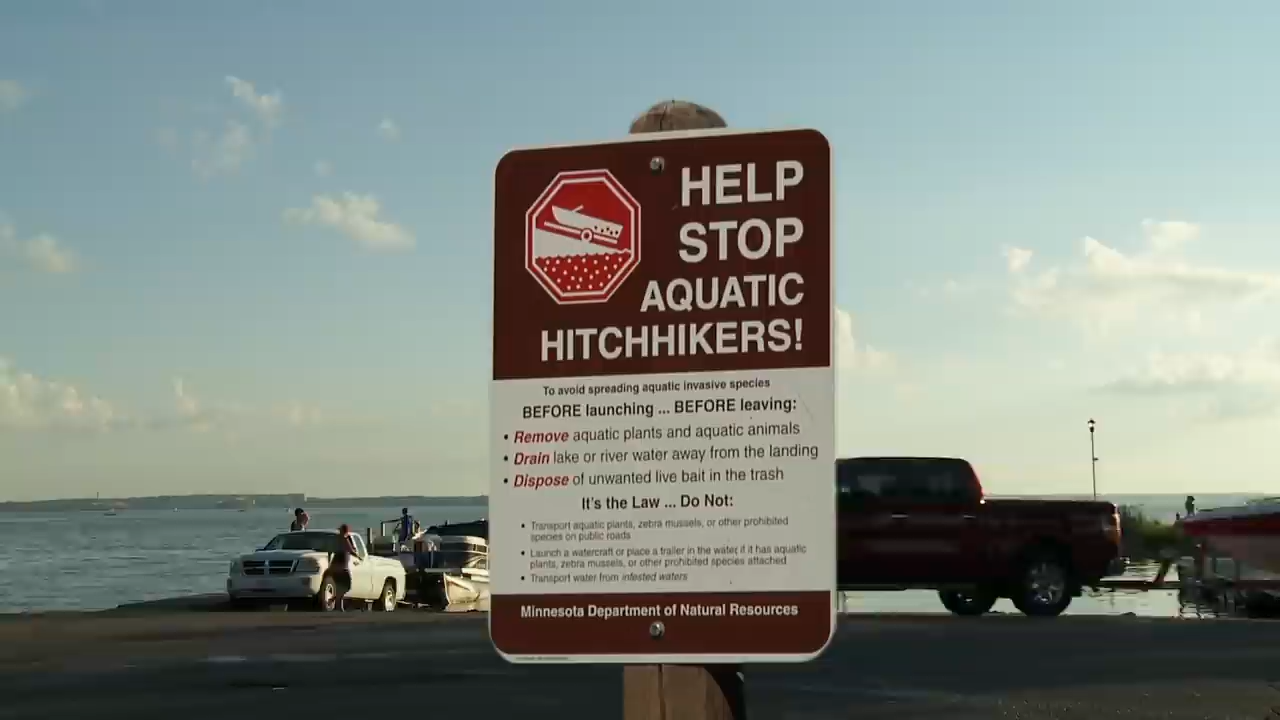 HELP
STOP
AQUATIC
HITCHHIKERS!
To avoid spreading aquatic invasive species
BEFORE launching ... BEFORE leaving:
• Remove aquatic plants and aquatic animals
• Drain lake or river water away from the landing
• Dispose of unwanted live bait in the trash
It's the Law ... Do Not:
• Transport aquatic plants, zebra mussels, or other prohibited
species on public roads
• Launch a watercraft or place a trailer in the water if it has aquatic
plants, zebra mussels, or other prohibited species attached
• Transport water from infested waters
Minnesota Department of Natural Resources